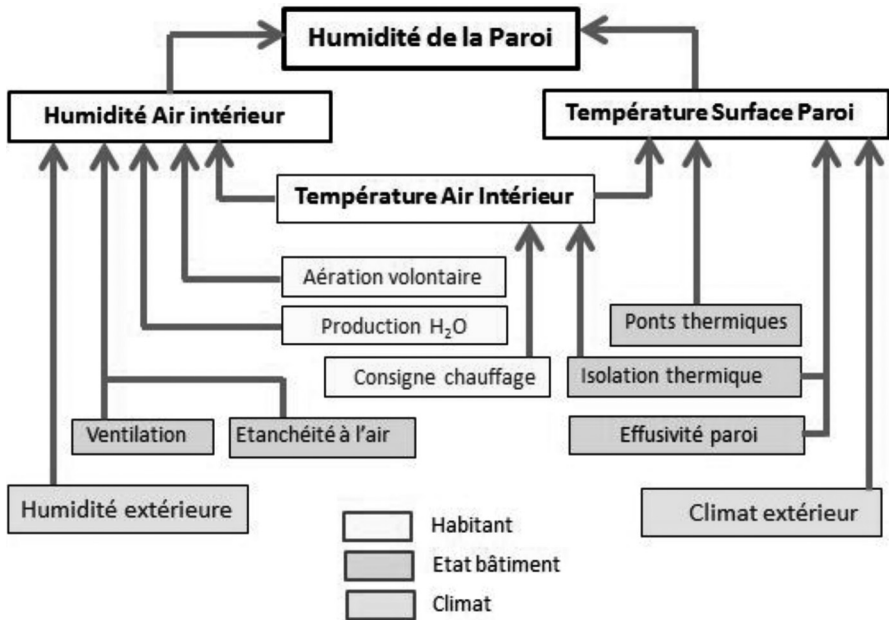 Humidité de la Paroi
Humidité Air intérieur
Température Surface Paroi
Température Air Intérieur
Aération volontaire
Production H₂O
Ponts thermiques
Consigne chauffage
Isolation thermique
Ventilation
Etanchéité à l'air
Effusivité paroi
Humidité extérieure
Climat extérieur
Habitant
Etat bâtiment
Climat